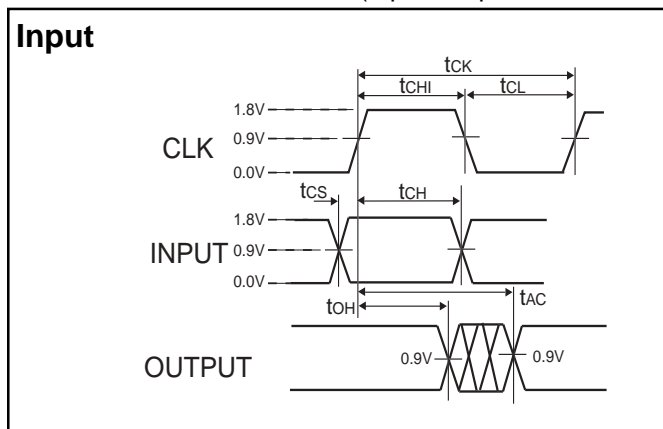 Input
tCK
tCHI tCL
1.8V
CLK 0.9V
0.0V
tCS tCH
1.8V
INPUT 0.9V
0.0V
tAC
tOH
OUTPUT 0.9V 0.9V